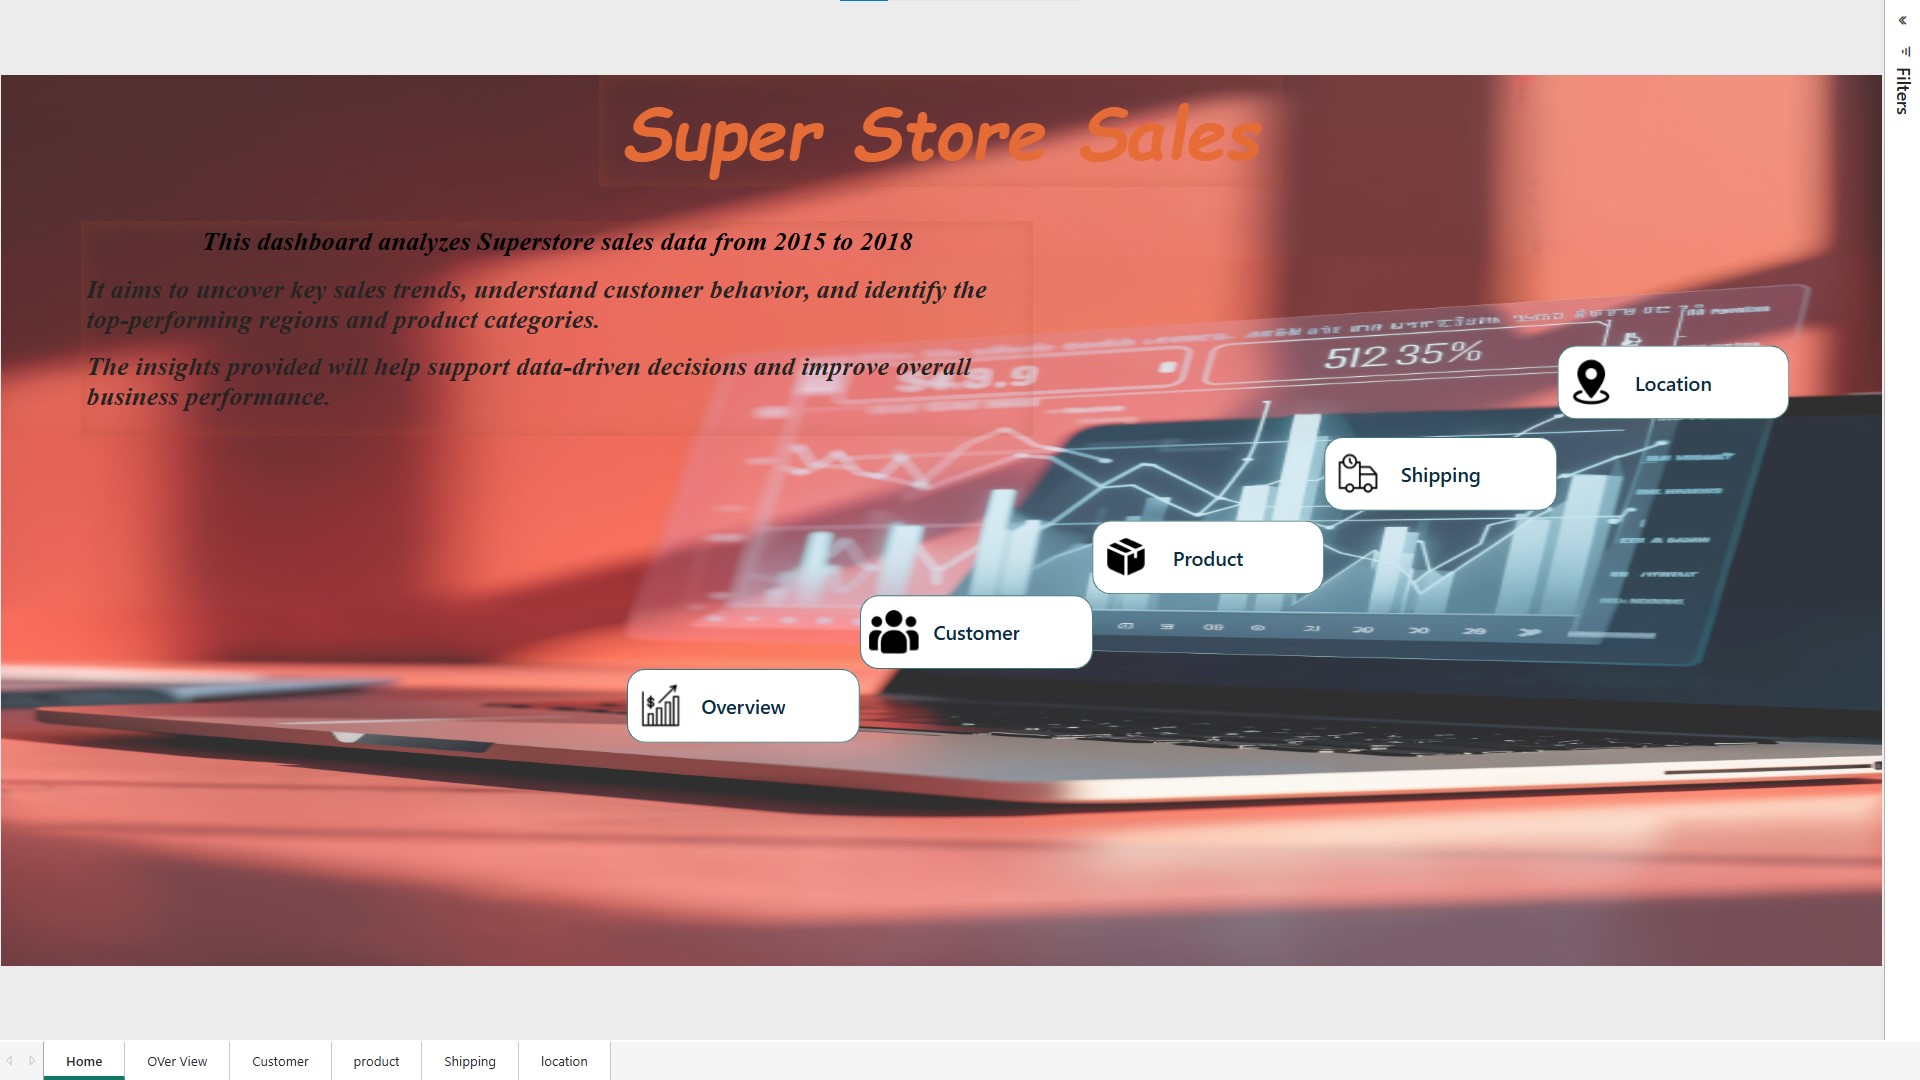 Filters
Super Store Sales
This dashboard analyzes Superstore sales data from 2015 to 2018
It aims to uncover key sales trends, understand customer behavior, and identify the
top-performing regions and product categories.
The insights provided will help support data-driven decisions and improve overall
business performance.
512 35%
Location
Shipping
Product
Customer
Overview
Home
OVer View
Customer
product
Shipping
location